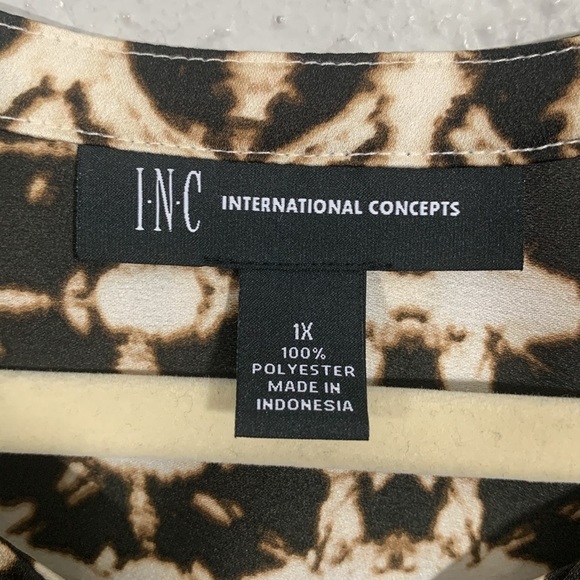 I·N·C INTERNATIONAL CONCEPTS
1X
100%
POLYESTER
MADE IN
INDONESIA